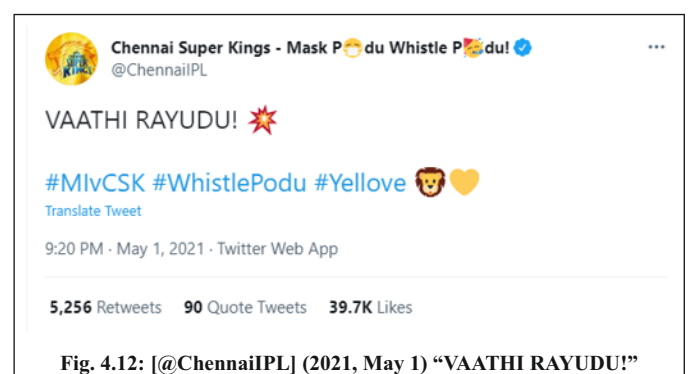 SUPER
KINGS
Chennai Super Kings - Mask P😷du Whistle P🥳du!
@ChennaiIPL
VAATHI RAYUDU! 💥
#MIvCSK #WhistlePodu #Yellove 🦁💛
Translate Tweet
9:20 PM · May 1, 2021 · Twitter Web App
5,256 Retweets 90 Quote Tweets 39.7K Likes
Fig. 4.12: [@ChennaiIPL] (2021, May 1) “VAATHI RAYUDU!”